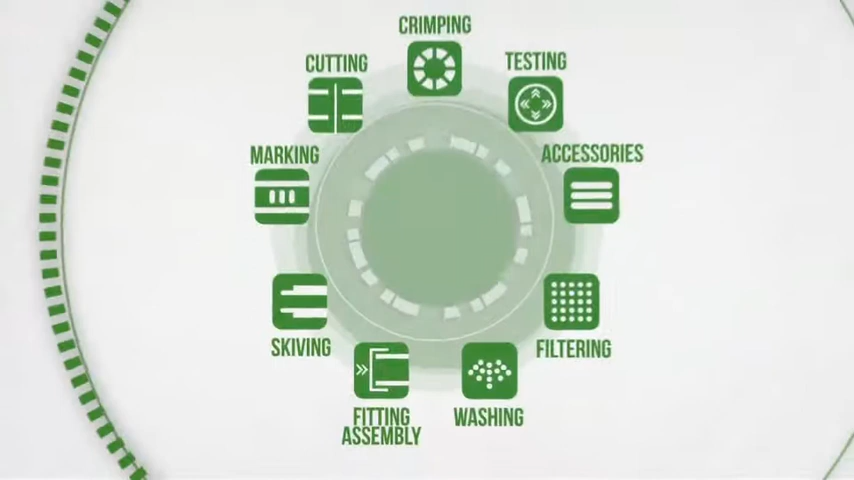 CRIMPING
CUTTING
TESTING
MARKING
ACCESSORIES
SKIVING
FILTERING
FITTING
ASSEMBLY
WASHING